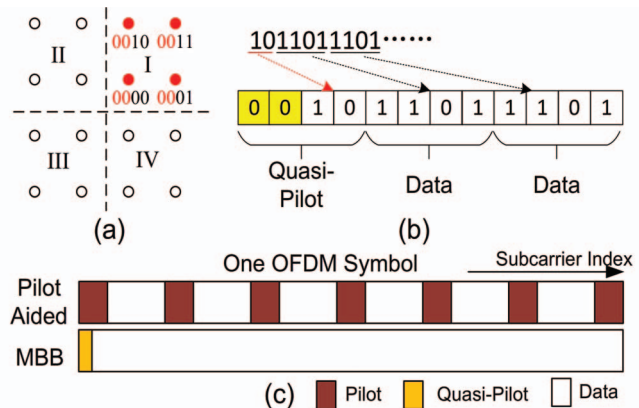 II
I
0010 0011
0000 0001
III
IV
(a)
1011011101······
0 0 1 0 1 1 0 1 1 1 0 1
Quasi-
Pilot
Data
Data
(b)
One OFDM Symbol
Subcarrier Index
Pilot
Aided
MBB
(c)
Pilot
Quasi-Pilot
Data